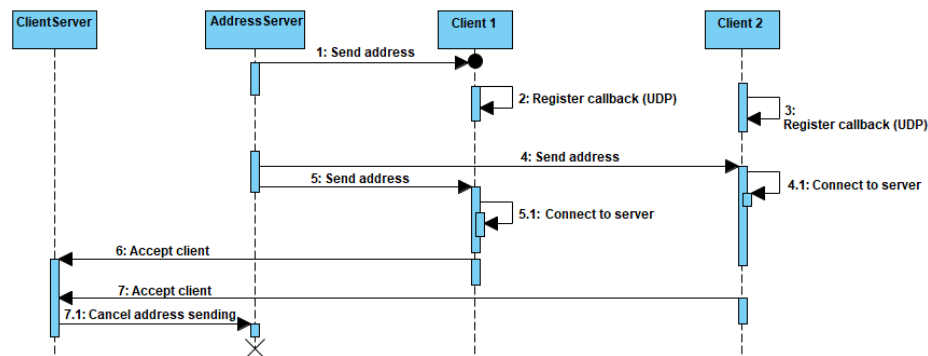 ClientServer
AddressServer
Client 1
Client 2
1: Send address
2: Register callback (UDP)
3:
Register callback (UDP)
4: Send address
5: Send address
4.1: Connect to server
5.1: Connect to server
6: Accept client
7: Accept client
7.1: Cancel address sending